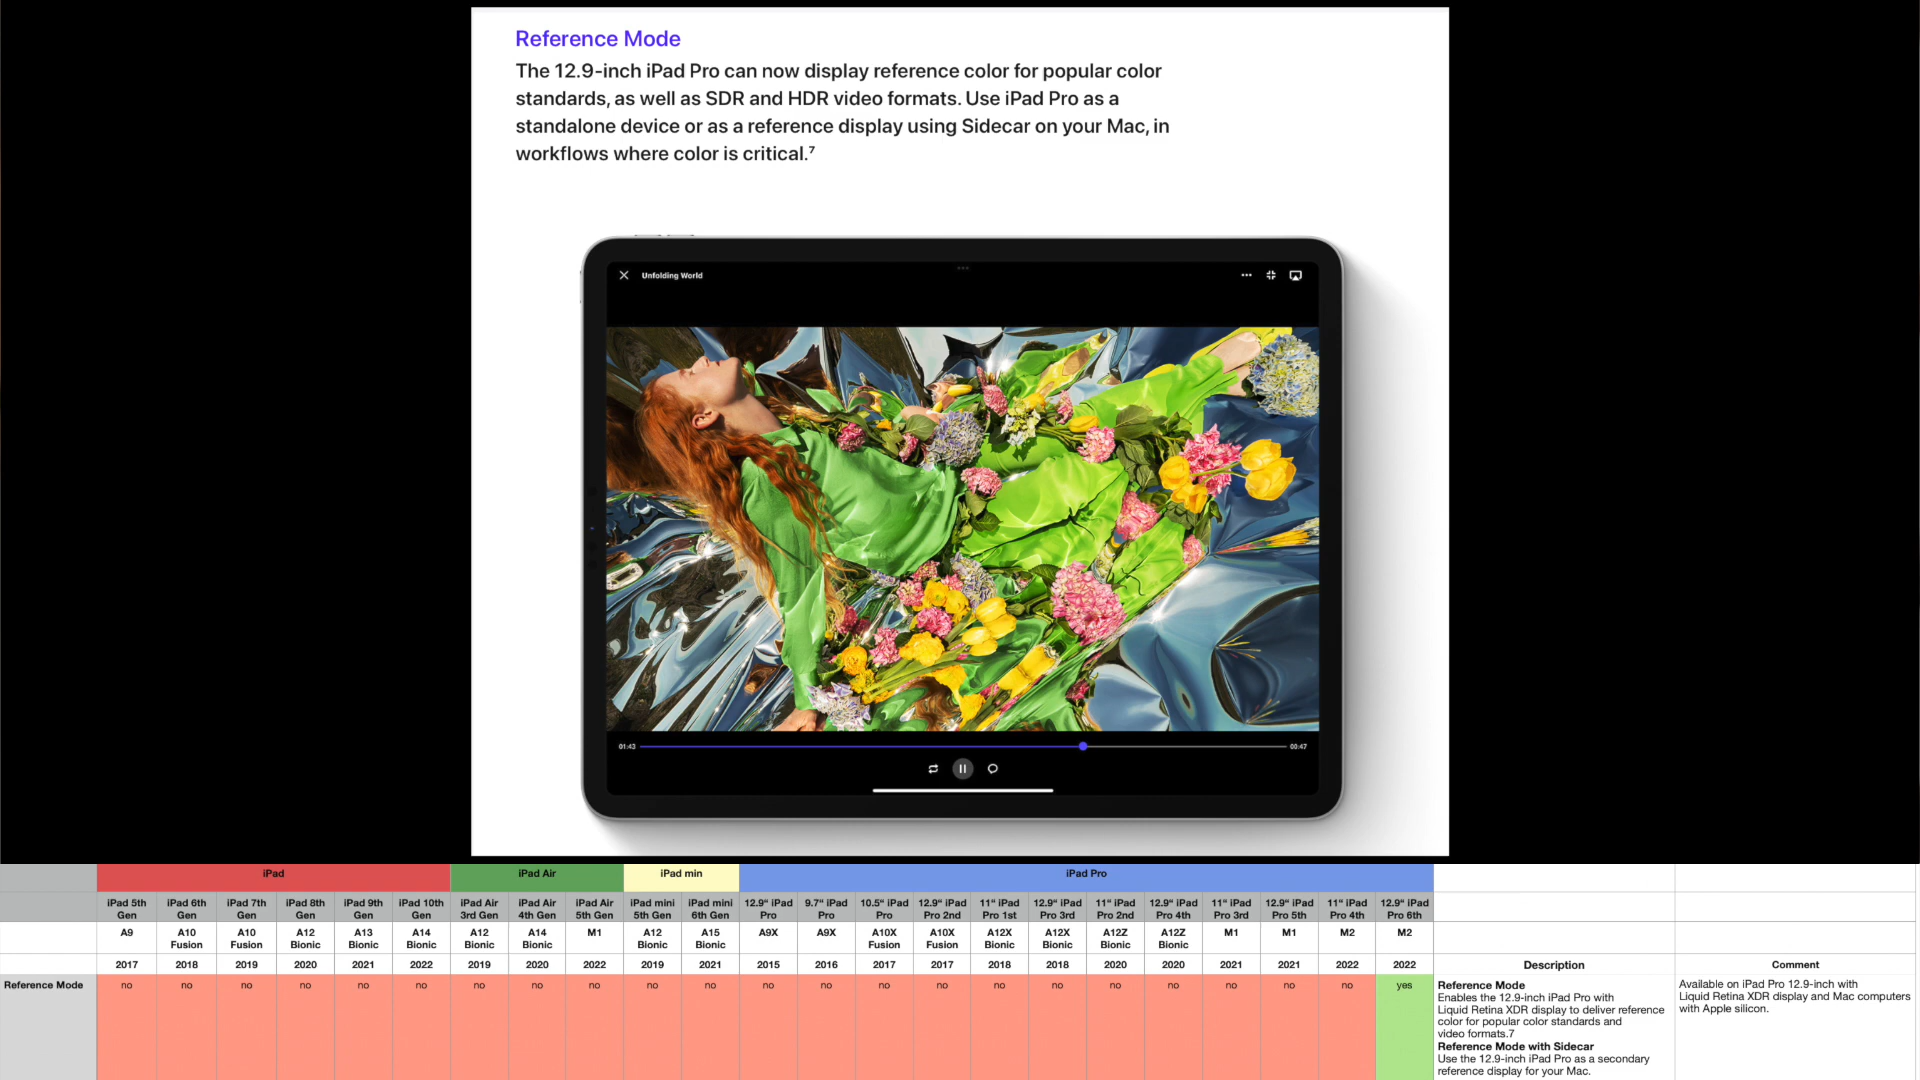 Reference Mode
The 12.9-inch iPad Pro can now display reference color for popular color
standards, as well as SDR and HDR video formats. Use iPad Pro as a
standalone device or as a reference display using Sidecar on your Mac, in
workflows where color is critical.⁷
Unfolding World
01:43
00:47
iPad iPad Air iPad min iPad Pro
iPad 5th Gen iPad 6th Gen iPad 7th Gen iPad 8th Gen iPad 9th Gen iPad 10th Gen iPad Air 3rd Gen iPad Air 4th Gen iPad Air 5th Gen iPad mini 5th Gen iPad mini 6th Gen 12.9“ iPad Pro 9.7“ iPad Pro 10.5“ iPad Pro 12.9“ iPad Pro 2nd 11“ iPad Pro 1st 12.9“ iPad Pro 3rd 11“ iPad Pro 2nd 12.9“ iPad Pro 4th 11“ iPad Pro 3rd 12.9“ iPad Pro 5th 11“ iPad Pro 4th 12.9“ iPad Pro 6th
A9 A10 Fusion A10 Fusion A12 Bionic A13 Bionic A14 Bionic A12 Bionic A14 Bionic M1 A12 Bionic A15 Bionic A9X A9X A10X Fusion A10X Fusion A12X Bionic A12X Bionic A12Z Bionic A12Z Bionic M1 M1 M2 M2
2017 2018 2019 2020 2021 2022 2019 2020 2022 2019 2021 2015 2016 2017 2017 2018 2018 2020 2020 2021 2021 2022 2022 Description Comment
Reference Mode no no no no no no no no no no no no no no no no no no no no no no yes
Reference Mode
Enables the 12.9-inch iPad Pro with
Liquid Retina XDR display to deliver reference
color for popular color standards and
video formats.7
Reference Mode with Sidecar
Use the 12.9-inch iPad Pro as a secondary
reference display for your Mac.
Available on iPad Pro 12.9-inch with
Liquid Retina XDR display and Mac computers
with Apple silicon.